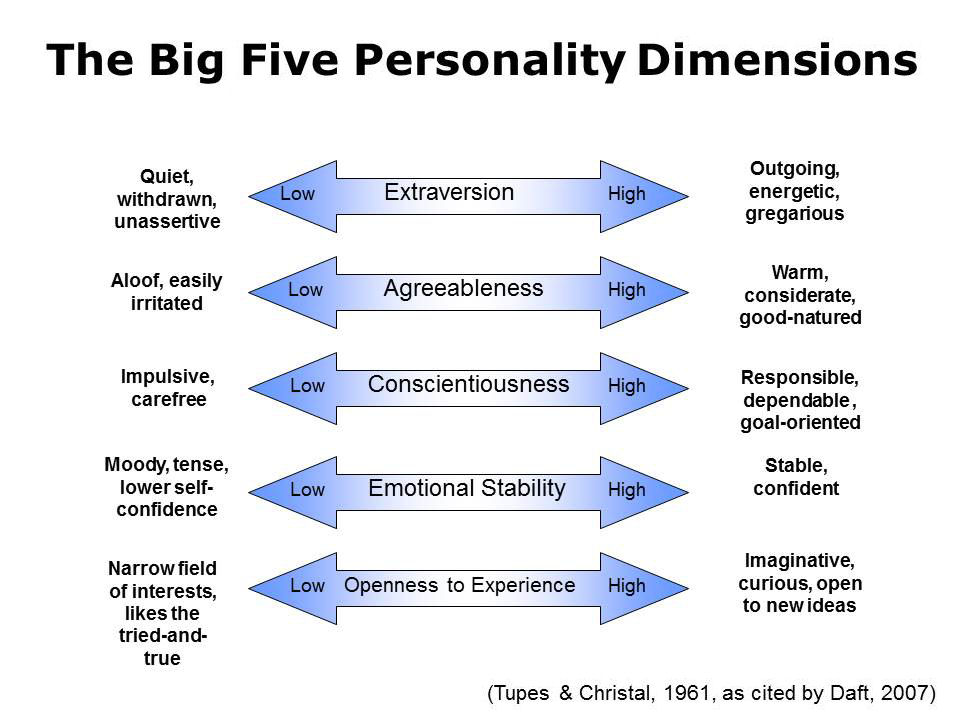 The Big Five Personality Dimensions
Quiet,
withdrawn,
unassertive
Low
Extraversion
High
Outgoing,
energetic,
gregarious
Aloof, easily
irritated
Low
Agreeableness
High
Warm,
considerate,
good-natured
Impulsive,
carefree
Low
Conscientiousness
High
Responsible,
dependable,
goal-oriented
Moody, tense,
lower self-
confidence
Low
Emotional Stability
High
Stable,
confident
Narrow field
of interests,
likes the
tried-and-
true
Low
Openness to Experience
High
Imaginative,
curious, open
to new ideas
(Tupes & Christal, 1961, as cited by Daft, 2007)